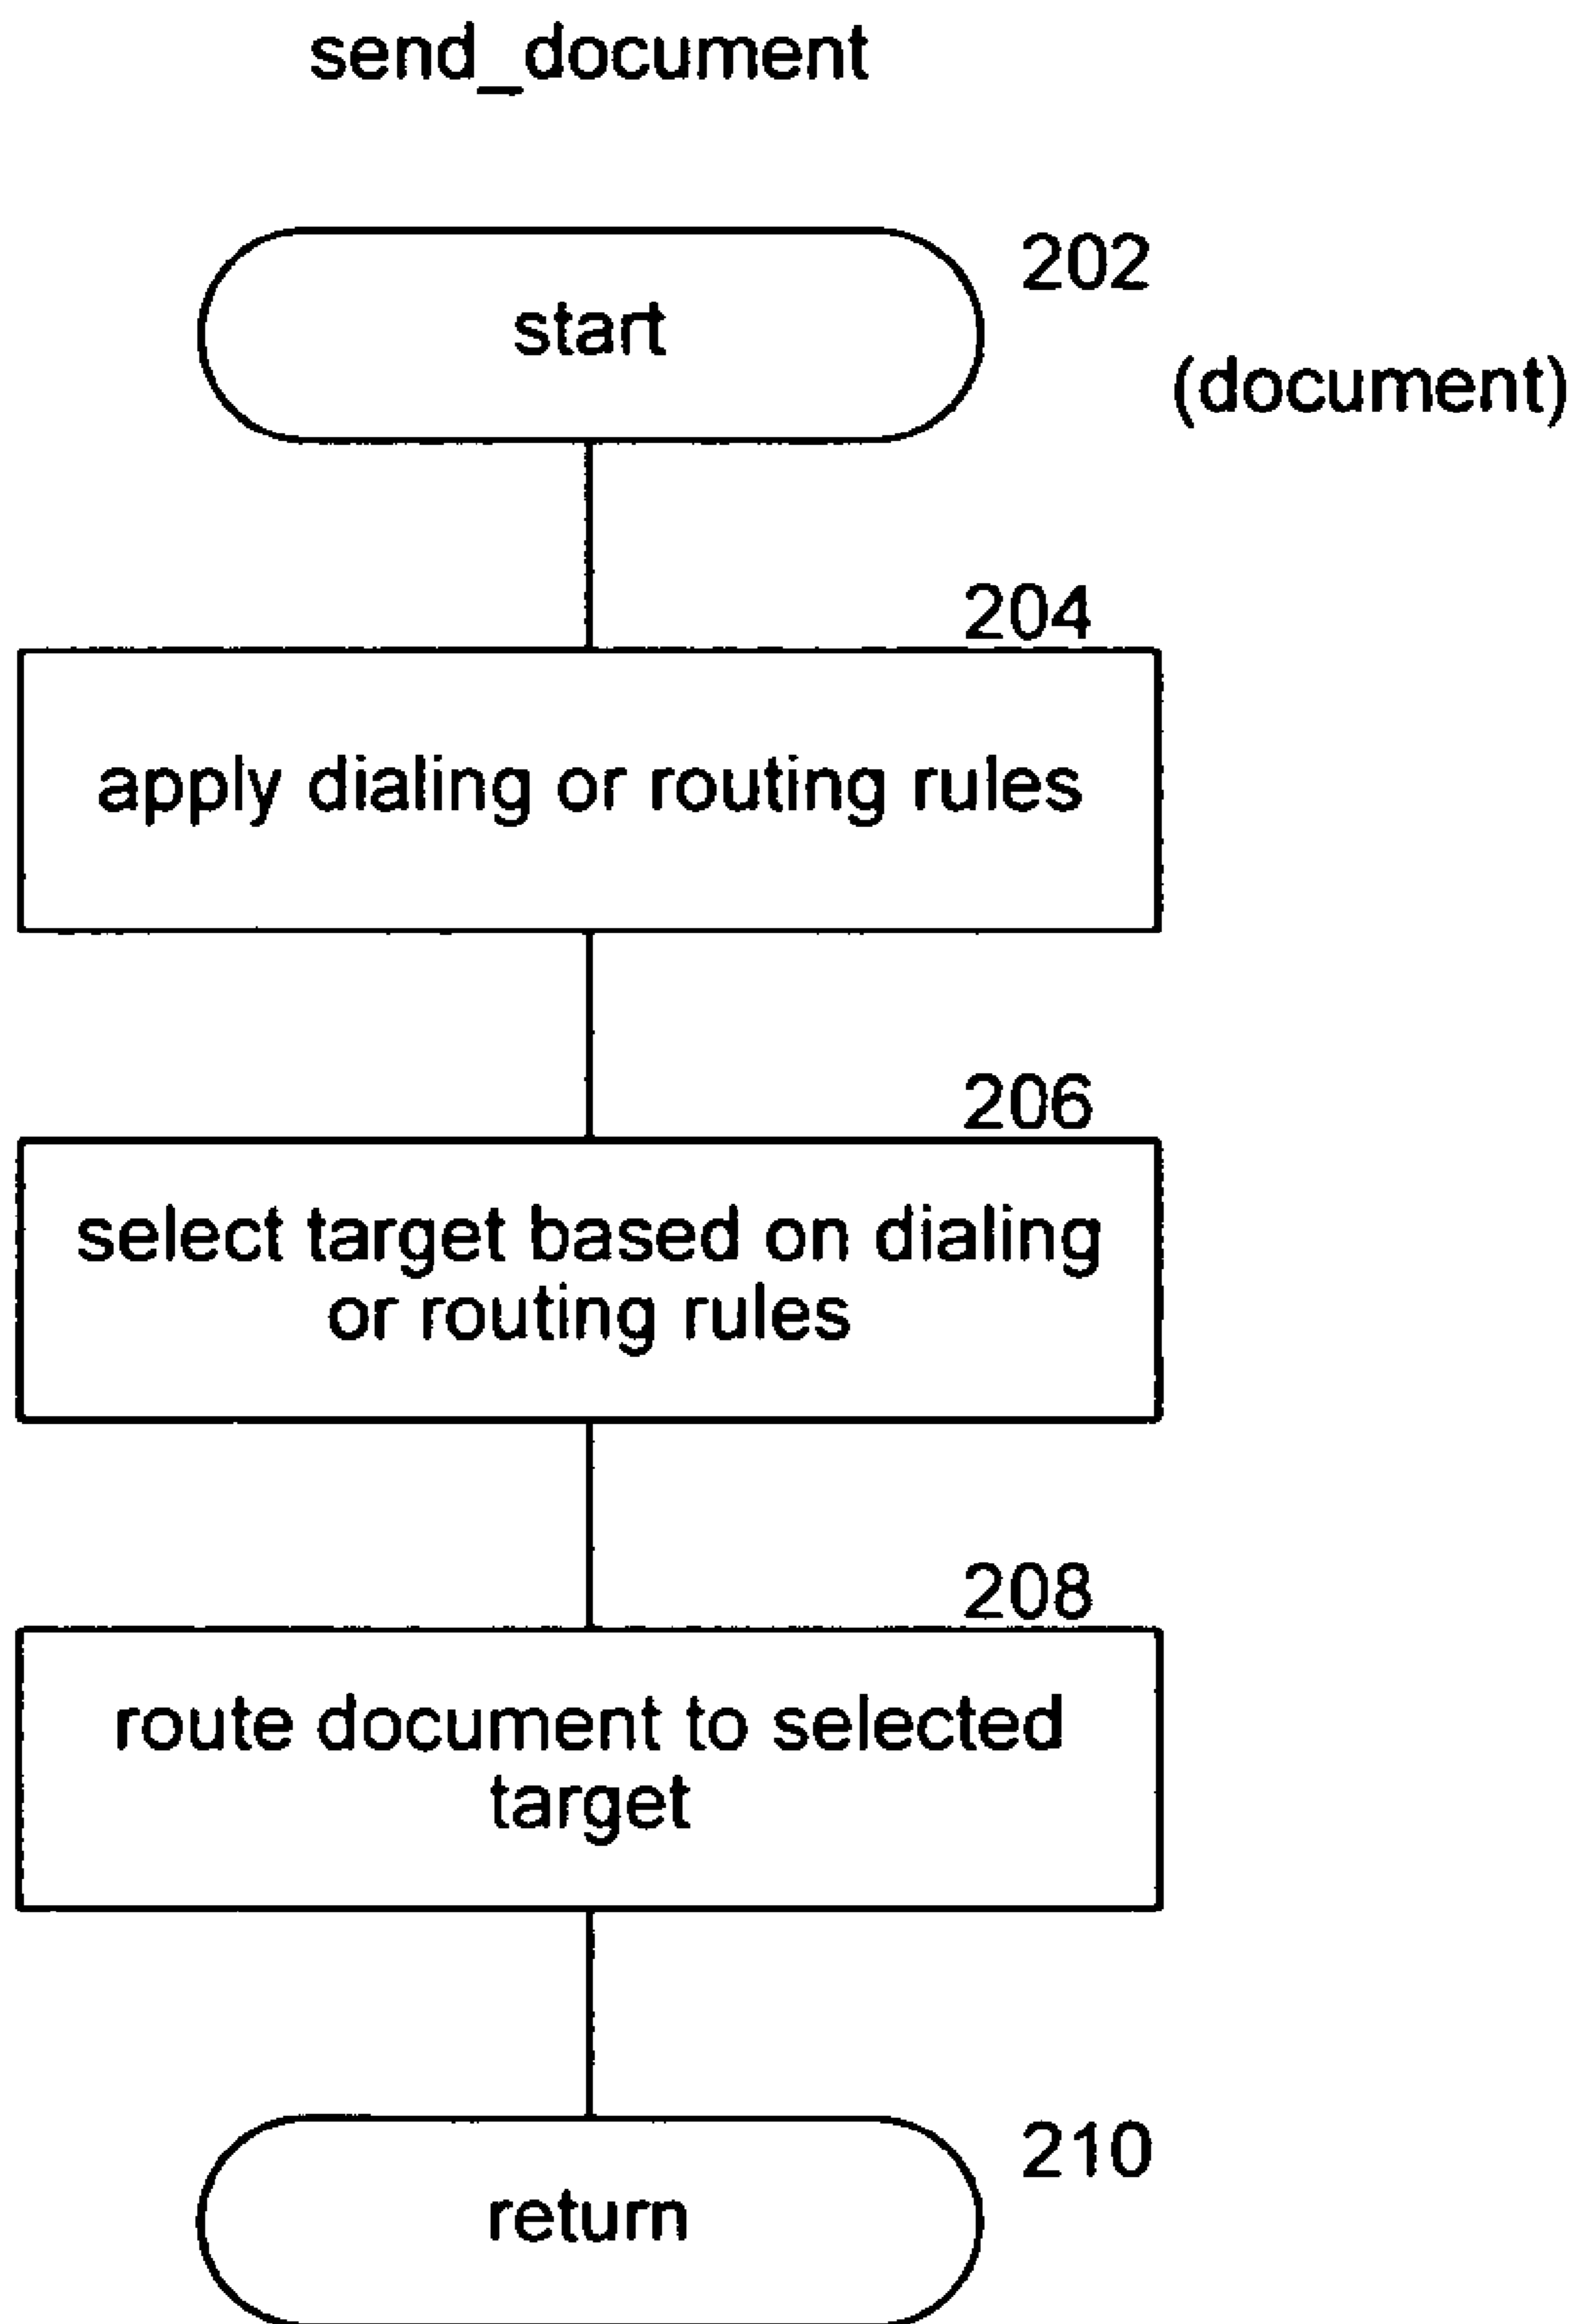 send_document
202
start
(document)
204
apply dialing or routing rules
206
select target based on dialing
or routing rules
208
route document to selected
target
210
return